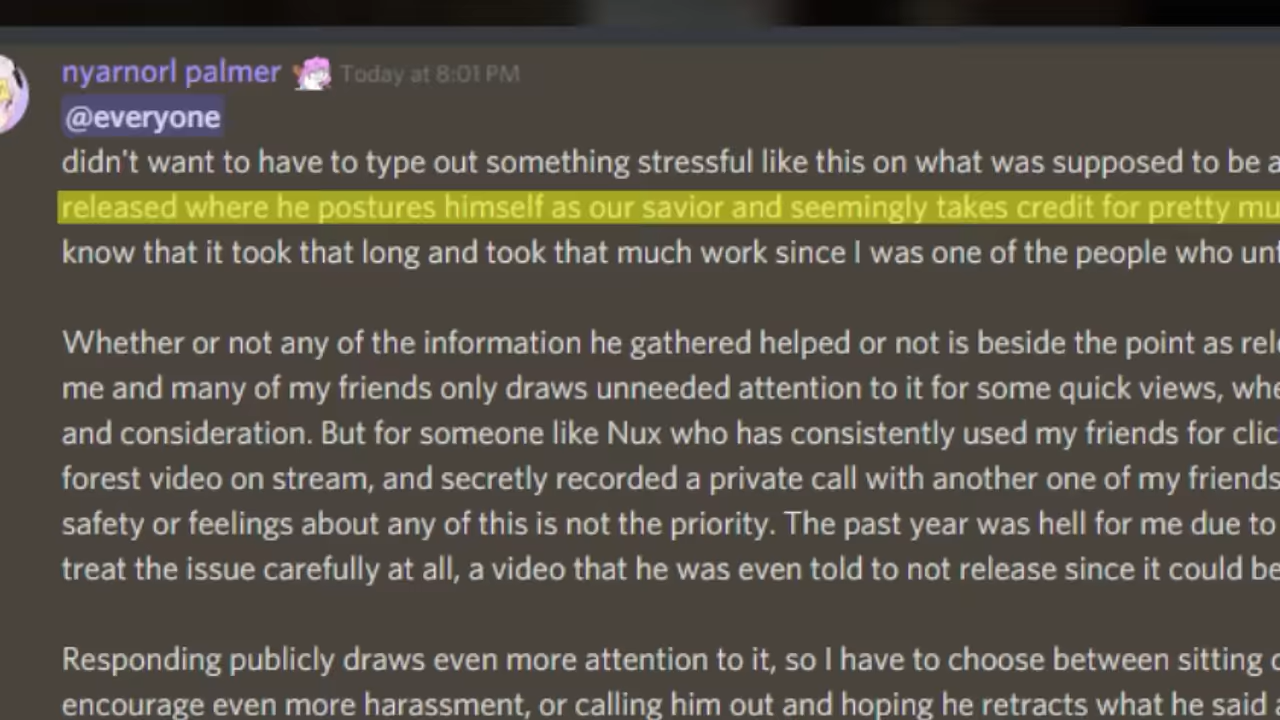 nyarnorl palmer Today at 8:01 PM
@everyone
didn't want to have to type out something stressful like this on what was supposed to be a
released where he postures himself as our savior and seemingly takes credit for pretty mu
know that it took that long and took that much work since I was one of the people who unf
Whether or not any of the information he gathered helped or not is beside the point as rele
me and many of my friends only draws unneeded attention to it for some quick views, whe
and consideration. But for someone like Nux who has consistently used my friends for clic
forest video on stream, and secretly recorded a private call with another one of my friends
safety or feelings about any of this is not the priority. The past year was hell for me due to
treat the issue carefully at all, a video that he was even told to not release since it could be
Responding publicly draws even more attention to it, so I have to choose between sitting
encourage even more harassment, or calling him out and hoping he retracts what he said